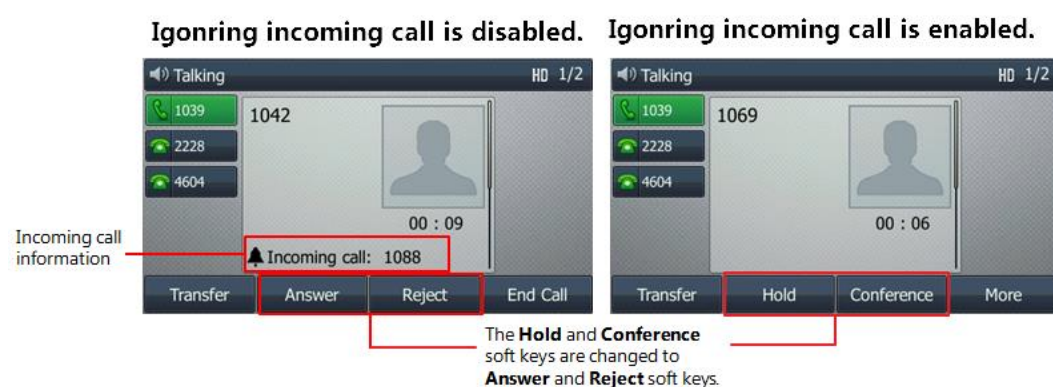 Igonring incoming call is disabled.
Igonring incoming call is enabled.
Talking
HD 1/2
1039
1042
2228
4604
00 : 09
Incoming call: 1088
Transfer
Answer
Reject
End Call
Incoming call
information
Talking
HD 1/2
1039
1069
2228
4604
00 : 06
Transfer
Hold
Conference
More
The Hold and Conference
soft keys are changed to
Answer and Reject soft keys.